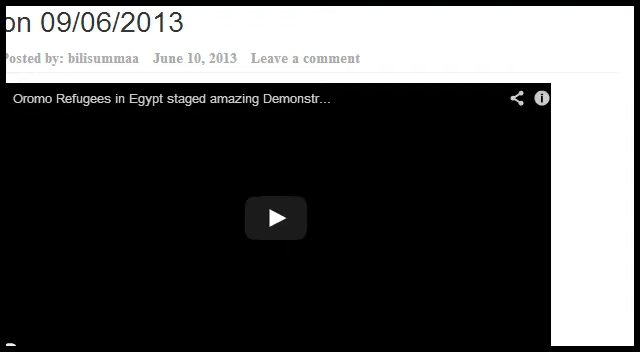 on 09/06/2013
Posted by: bilisummaa June 10, 2013 Leave a comment
Oromo Refugees in Egypt staged amazing Demonstr...